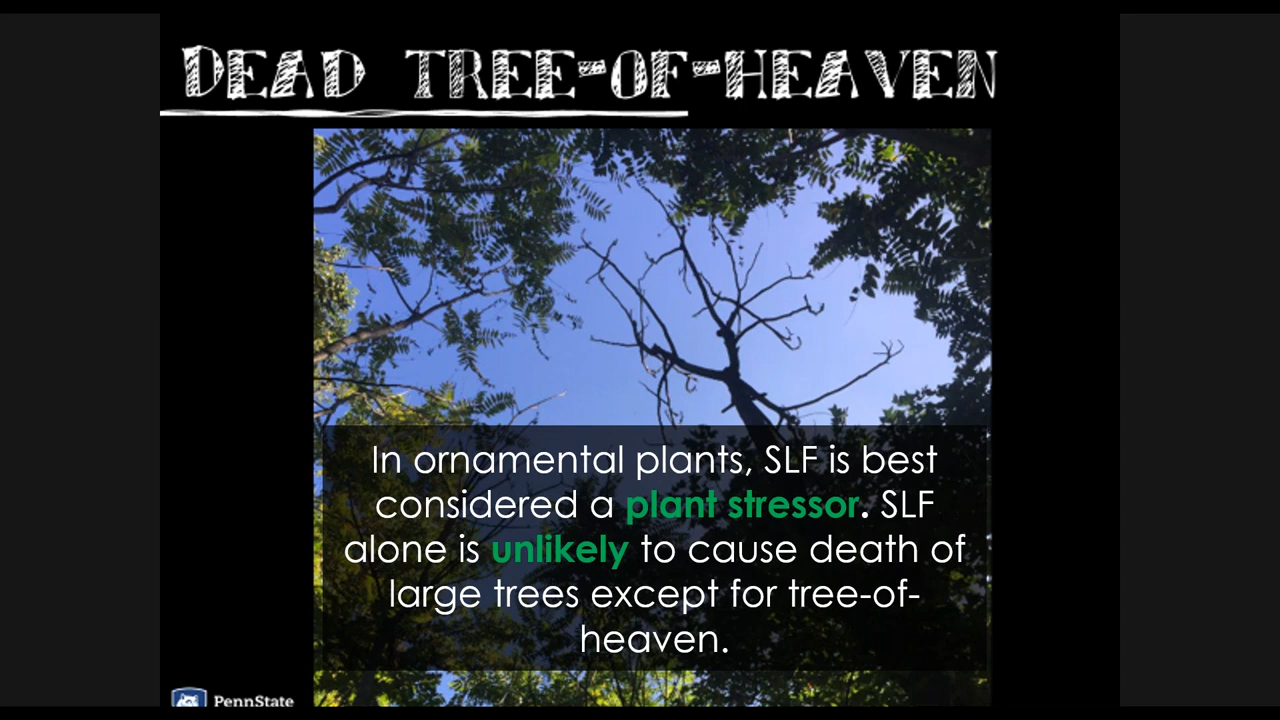 DEAD TREE-OF-HEAVEN
In ornamental plants, SLF is best
considered a plant stressor. SLF
alone is unlikely to cause death of
large trees except for tree-of-
heaven.
PennState